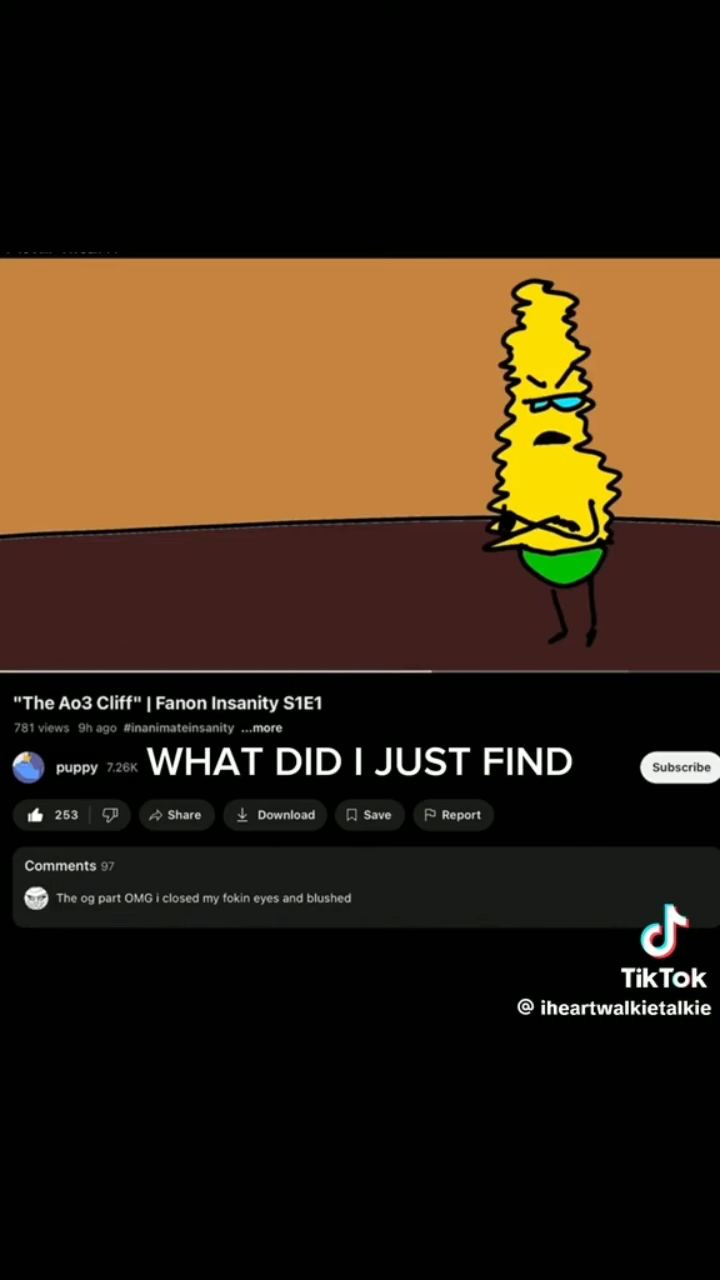 "The Ao3 Cliff" | Fanon Insanity S1E1
781 views 9h ago #inanimateinsanity ...more
puppy 7.26K WHAT DID I JUST FIND Subscribe
253 Share Download Save Report
Comments 97
The og part OMG i closed my fokin eyes and blushed
TikTok
@ iheartwalkietalkie